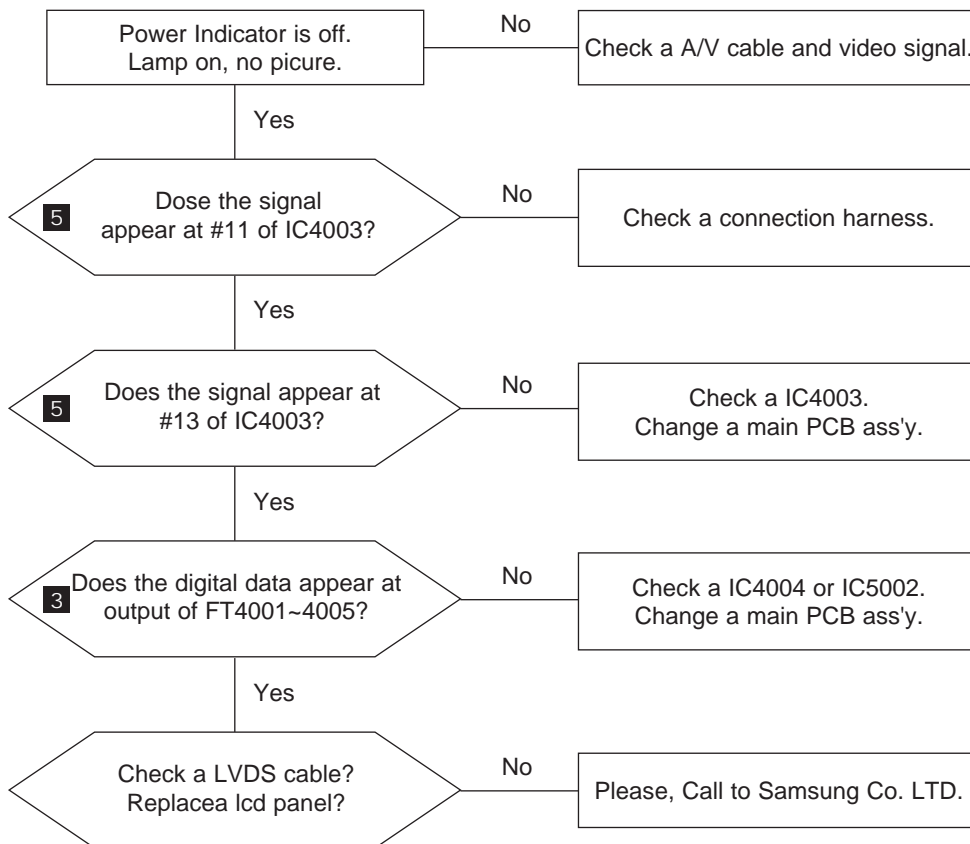 Power Indicator is off.
Lamp on, no picure.
No
Check a A/V cable and video signal.
Yes
5
Dose the signal
appear at #11 of IC4003?
No
Check a connection harness.
Yes
5
Does the signal appear at
#13 of IC4003?
No
Check a IC4003.
Change a main PCB ass'y.
Yes
3
Does the digital data appear at
output of FT4001~4005?
No
Check a IC4004 or IC5002.
Change a main PCB ass'y.
Yes
Check a LVDS cable?
Replacea lcd panel?
No
Please, Call to Samsung Co. LTD.